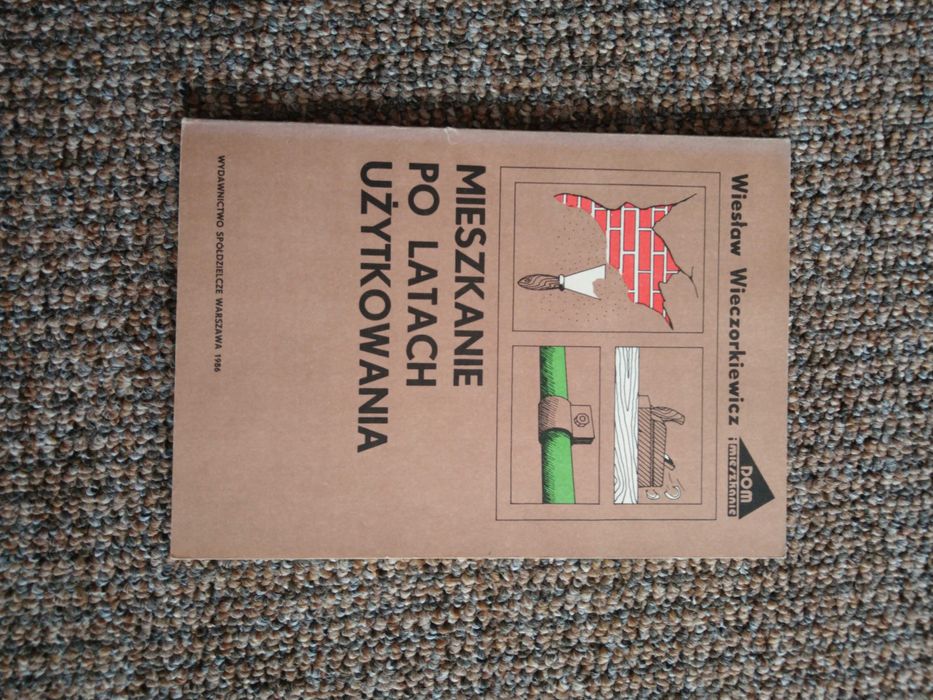 Wiesław Wieczorkiewicz
DOM
i mieszkanie
MIESZKANIE
PO LATACH
UŻYTKOWANIA
WYDAWNICTWO SPÓŁDZIELCZE WARSZAWA 1986